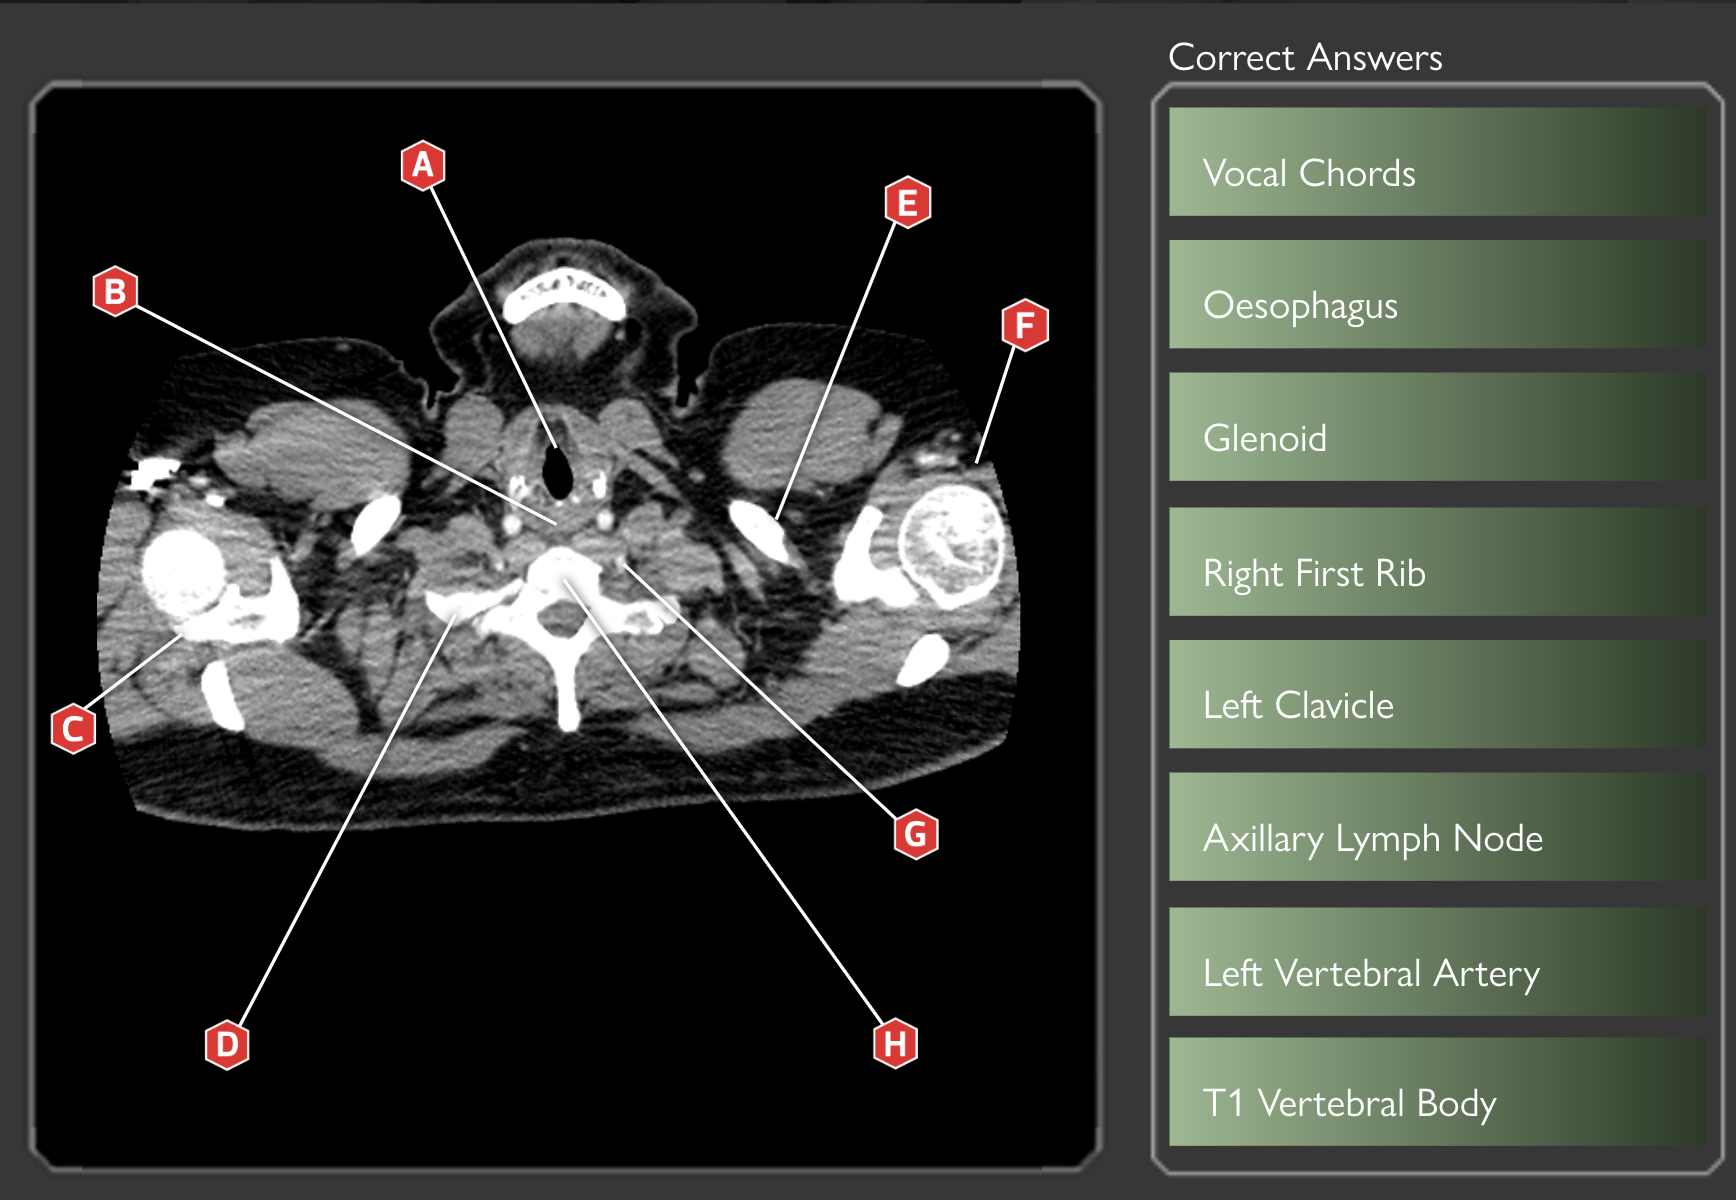 Correct Answers
A
E
B
F
C
G
D
H
Vocal Chords
Oesophagus
Glenoid
Right First Rib
Left Clavicle
Axillary Lymph Node
Left Vertebral Artery
T1 Vertebral Body